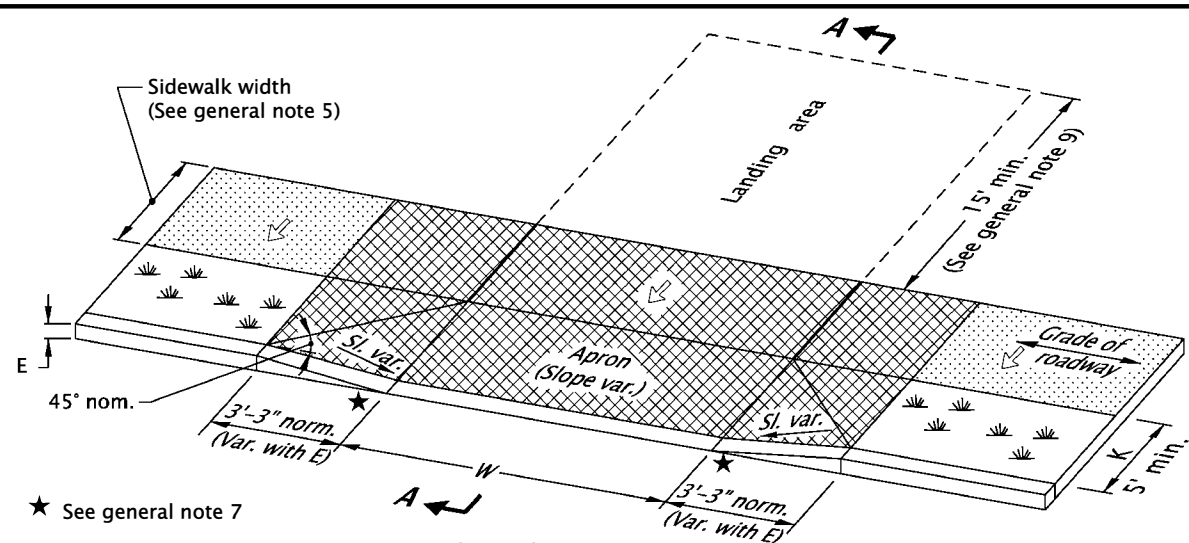 A
Sidewalk width
(See general note 5)
Landing area
15' min.
(See general note 9)
E
45° nom.
Sl. var.
Apron
(Slope var.)
Sl. var.
Grade of
roadway
3'–3" norm.
(Var. with E)
W
3'–3" norm.
(Var. with E)
K
5' min.
A
★ See general note 7